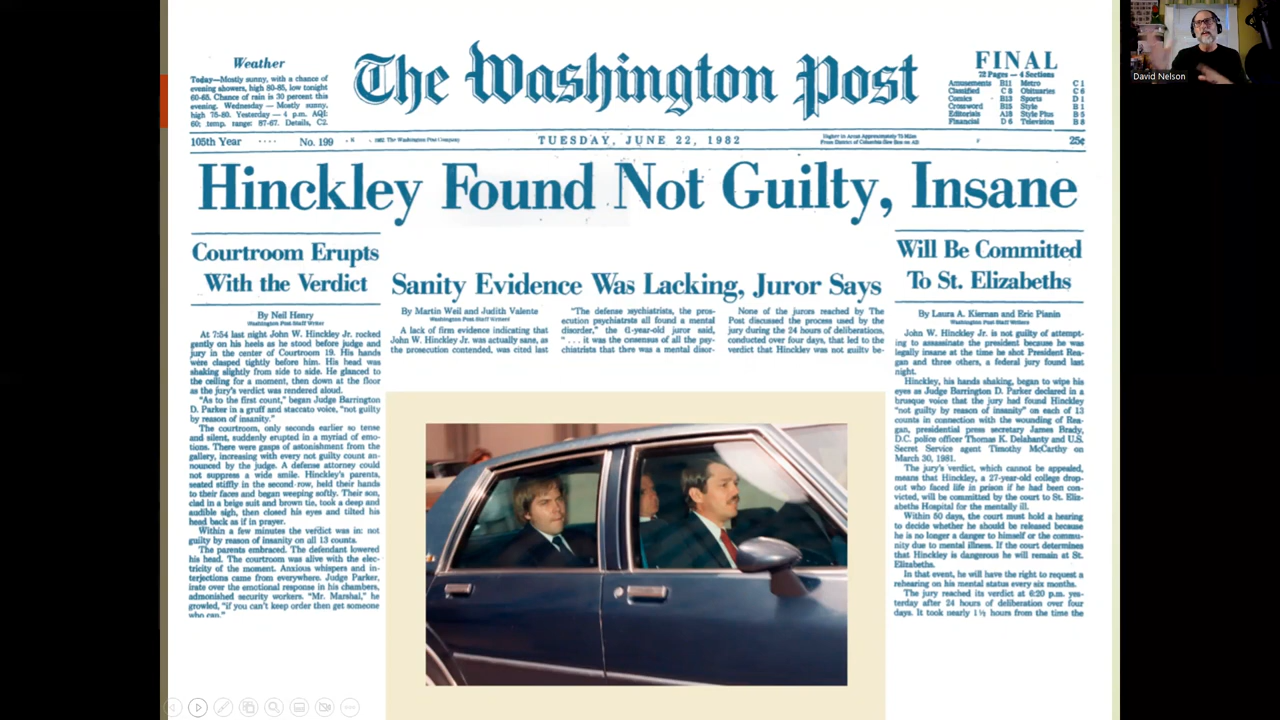 Weather
Today—Mostly sunny, with a chance of
evening showers, high 80-85, low tonight
60-65. Chance of rain is 30 percent this
evening. Wednesday — Mostly sunny,
high 75-80. Yesterday — 4 p.m. AQI:
60; temp. range: 87-67. Details, C2.
The Washington Post
FINAL
72 Pages — 4 Sections
Amusements B11 Metro C 1
Classified C 8 Obituaries C 6
Comics B13 Sports D 1
Crossword B15 Style B 1
Editorials A18 Style Plus B 5
Financial D 6 Television B 8
105th Year
No. 199
1982 The Washington Post Company
TUESDAY, JUNE 22, 1982
25¢
Hinckley Found Not Guilty, Insane
Courtroom Erupts
With the Verdict
By Neil Henry
Washington Post Staff Writer
At 7:54 last night John W. Hinckley Jr. rocked
gently on his heels as he stood before judge and
jury in the center of Courtroom 19. His hands
were clasped tightly before him. His head was
shaking slightly from side to side. He glanced to
the ceiling for a moment, then down at the floor
as the jury's verdict was rendered aloud.
"As to the first count," began Judge Barrington
D. Parker in a gruff and staccato voice, "not guilty
by reason of insanity."
The courtroom, only seconds earlier so tense
and silent, suddenly erupted in a myriad of emo-
tions. There were gasps of astonishment from the
gallery, increasing with every not guilty count an-
nounced by the judge. A defense attorney could
not suppress a wide smile. Hinckley's parents,
seated stiffly in the second row, held their hands
to their faces and began weeping softly. Their son,
clad in a beige suit and brown tie, took a deep and
audible sigh, then closed his eyes and tilted his
head back as if in prayer.
Within a few minutes the verdict was in: not
guilty by reason of insanity on all 13 counts.
The parents embraced. The defendant lowered
his head. The courtroom was alive with the elec-
tricity of the moment. Anxious whispers and in-
terjections came from everywhere. Judge Parker,
irate over the emotional response in his chambers,
admonished security workers. "Mr. Marshal," he
growled, "if you can't keep order then get someone
who can."
Sanity Evidence Was Lacking, Juror Says
By Martin Weil and Judith Valente
Washington Post Staff Writers
A lack of firm evidence indicating that
John W. Hinckley Jr. was actually sane, as
the prosecution contended, was cited last
"The defense psychiatrists, the pros-
ecution psychiatrists all found a mental
disorder," the 61-year-old juror said,
" . . . it was the consensus of all the psy-
chiatrists that there was a mental disor-
None of the jurors reached by The
Post discussed the process used by the
jury during the 24 hours of deliberations,
conducted over four days, that led to the
verdict that Hinckley was not guilty be-
Will Be Committed
To St. Elizabeths
By Laura A. Kiernan and Eric Pianin
Washington Post Staff Writers
John W. Hinckley Jr. is not guilty of attempt-
ing to assassinate the president because he was
legally insane at the time he shot President Rea-
gan and three others, a federal jury found last
night.
Hinckley, his hands shaking, began to wipe his
eyes as Judge Barrington D. Parker declared in a
brusque voice that the jury had found Hinckley
"not guilty by reason of insanity" on each of 13
counts in connection with the wounding of Rea-
gan, presidential press secretary James Brady,
D.C. police officer Thomas K. Delahanty and U.S.
Secret Service agent Timothy McCarthy on
March 30, 1981.
The jury's verdict, which cannot be appealed,
means that Hinckley, a 27-year-old college drop-
out who faced life in prison if he had been con-
victed, will be committed by the court to St. Eliz-
abeths Hospital for the mentally ill.
Within 50 days, the court must hold a hearing
to decide whether he should be released because
he is no longer a danger to himself or the commu-
nity due to mental illness. If the court determines
that Hinckley is dangerous he will remain at St.
Elizabeths.
In that event, he will have the right to request a
rehearing on his mental status every six months.
The jury reached its verdict at 6:20 p.m. yes-
terday after 24 hours of deliberation over four
days. It took nearly 1½ hours from the time the
David Nelson